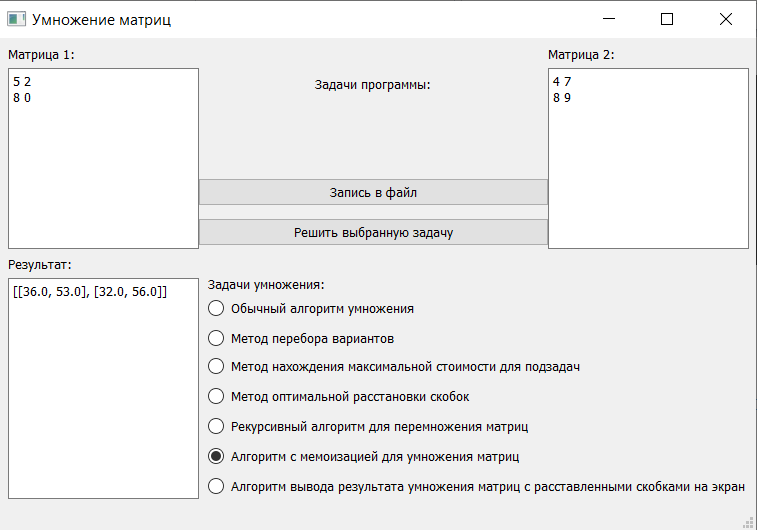 Умножение матриц
Матрица 1:
Матрица 2:
5 2
8 0
Задачи программы:
4 7
8 9
Запись в файл
Решить выбранную задачу
Результат:
[[36.0, 53.0], [32.0, 56.0]]
Задачи умножения:
Обычный алгоритм умножения
Метод перебора вариантов
Метод нахождения максимальной стоимости для подзадач
Метод оптимальной расстановки скобок
Рекурсивный алгоритм для перемножения матриц
Алгоритм с мемоизацией для умножения матриц
Алгоритм вывода результата умножения матриц с расставленными скобками на экран